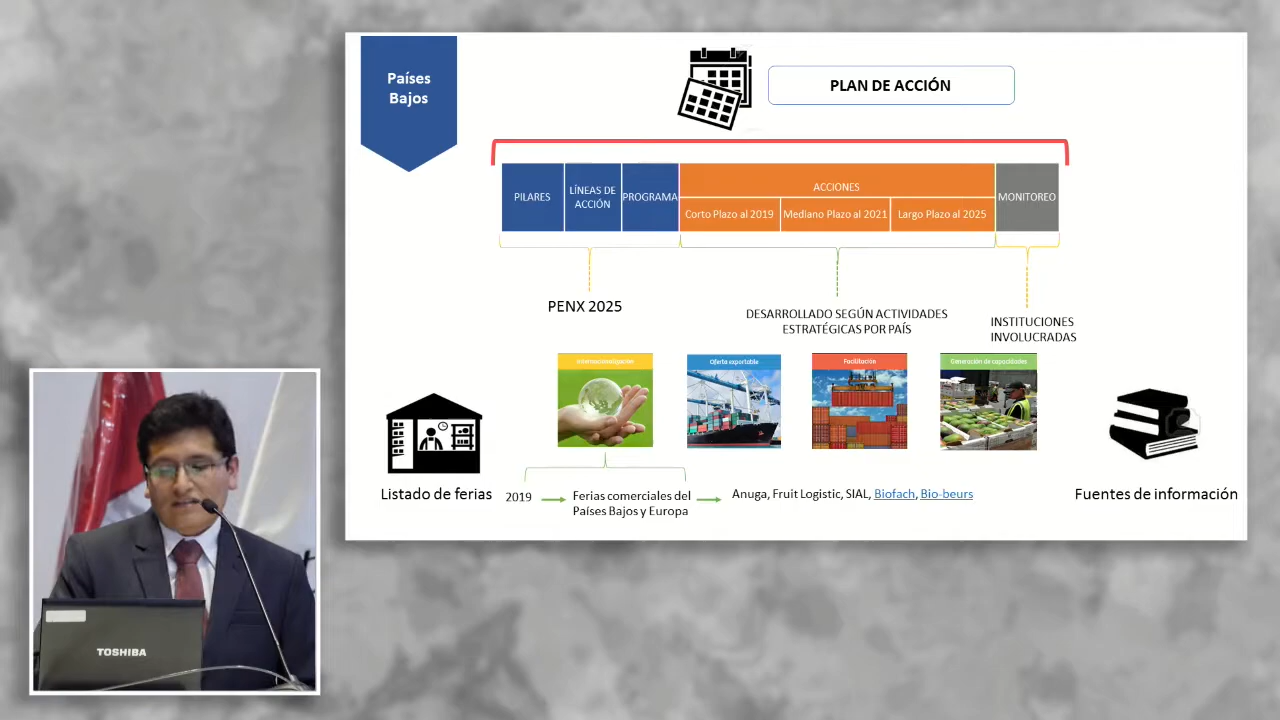 Países
Bajos
PLAN DE ACCIÓN
PILARES
LÍNEAS DE
ACCIÓN
PROGRAMA
ACCIONES
Corto Plazo al 2019
Mediano Plazo al 2021
Largo Plazo al 2025
MONITOREO
PENX 2025
DESARROLLADO SEGÚN ACTIVIDADES
ESTRATÉGICAS POR PAÍS
INSTITUCIONES
INVOLUCRADAS
Internacionalización
Oferta exportable
Facilitación
Generación de capacidades
Listado de ferias
2019
Ferias comerciales del
Países Bajos y Europa
Anuga, Fruit Logistic, SIAL, Biofach, Bio-beurs
Fuentes de información
TOSHIBA